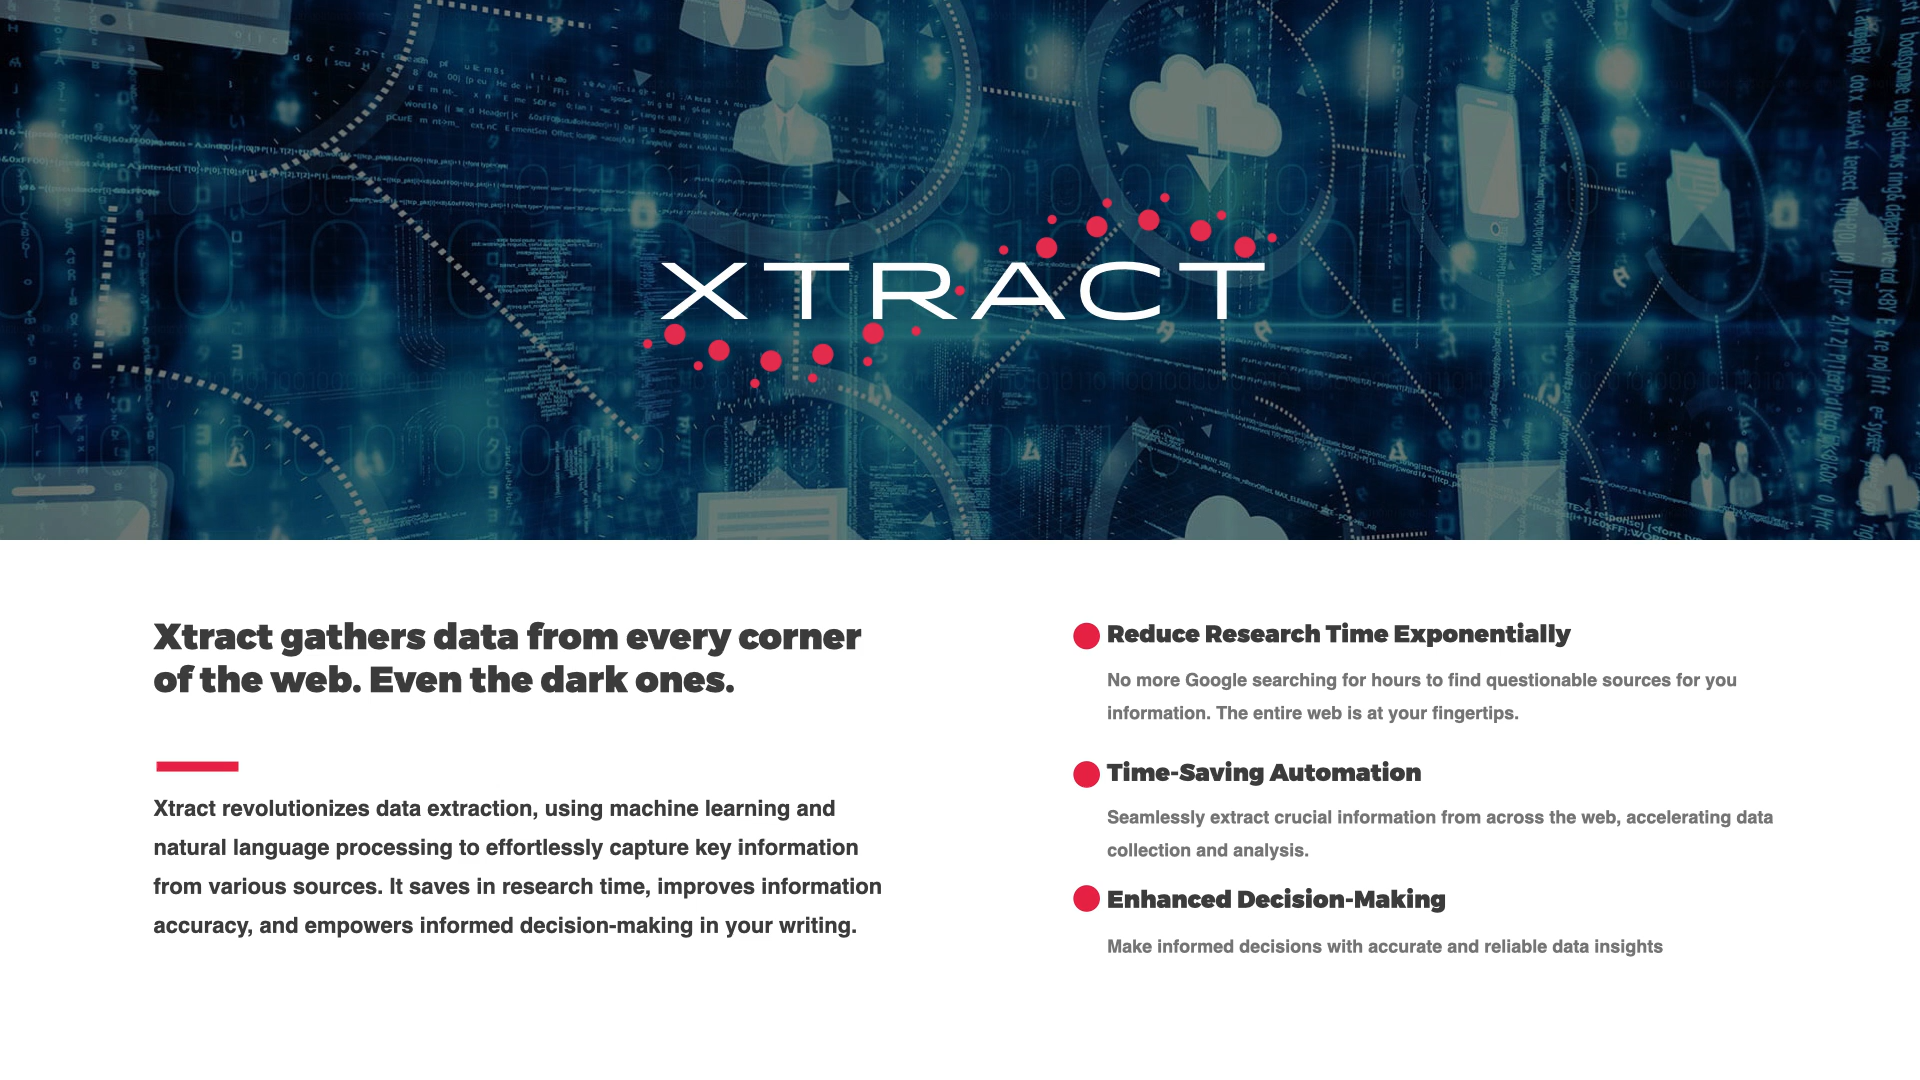 XTRACT
Xtract gathers data from every corner
of the web. Even the dark ones.
Xtract revolutionizes data extraction, using machine learning and
natural language processing to effortlessly capture key information
from various sources. It saves in research time, improves information
accuracy, and empowers informed decision-making in your writing.
Reduce Research Time Exponentially
No more Google searching for hours to find questionable sources for you
information. The entire web is at your fingertips.
Time-Saving Automation
Seamlessly extract crucial information from across the web, accelerating data
collection and analysis.
Enhanced Decision-Making
Make informed decisions with accurate and reliable data insights